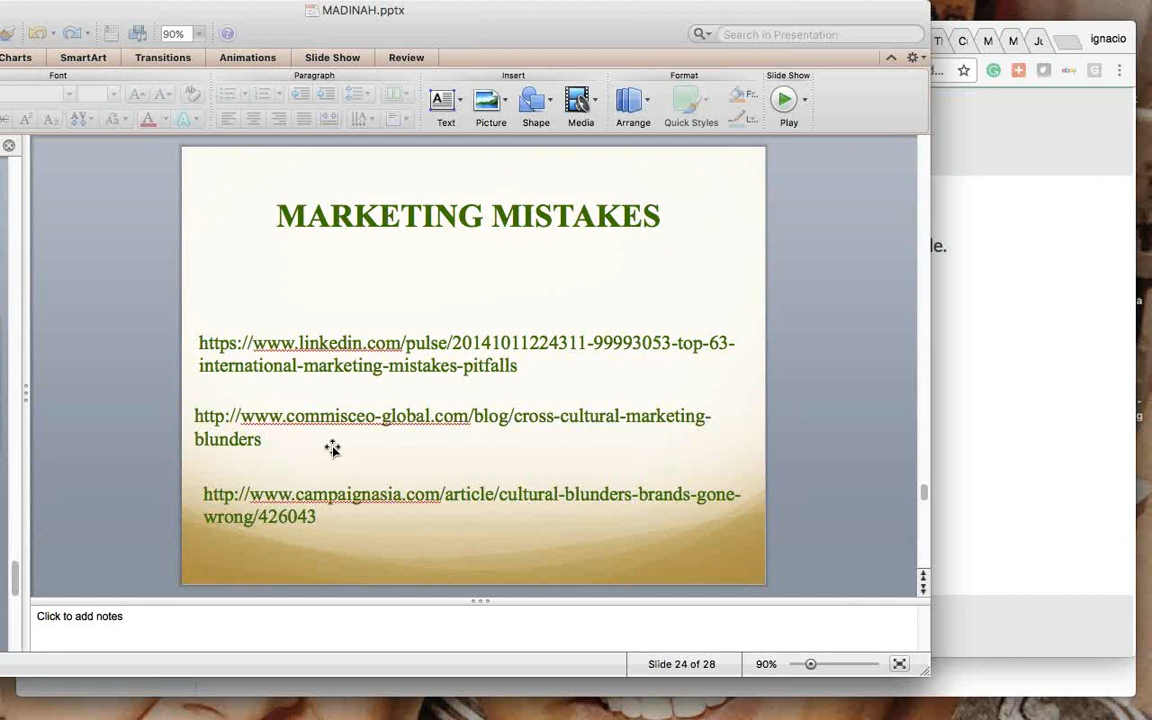 MADINAH.pptx
90%
Search in Presentation
Charts
SmartArt
Transitions
Animations
Slide Show
Review
Font
Paragraph
Insert
Format
Slide Show
Text
Picture
Shape
Media
Arrange
Quick Styles
Play
ignacio
MARKETING MISTAKES
https://www.linkedin.com/pulse/20141011224311-99993053-top-63-
international-marketing-mistakes-pitfalls
http://www.commisceo-global.com/blog/cross-cultural-marketing-
blunders
http://www.campaignasia.com/article/cultural-blunders-brands-gone-
wrong/426043
Click to add notes
Slide 24 of 28
90%